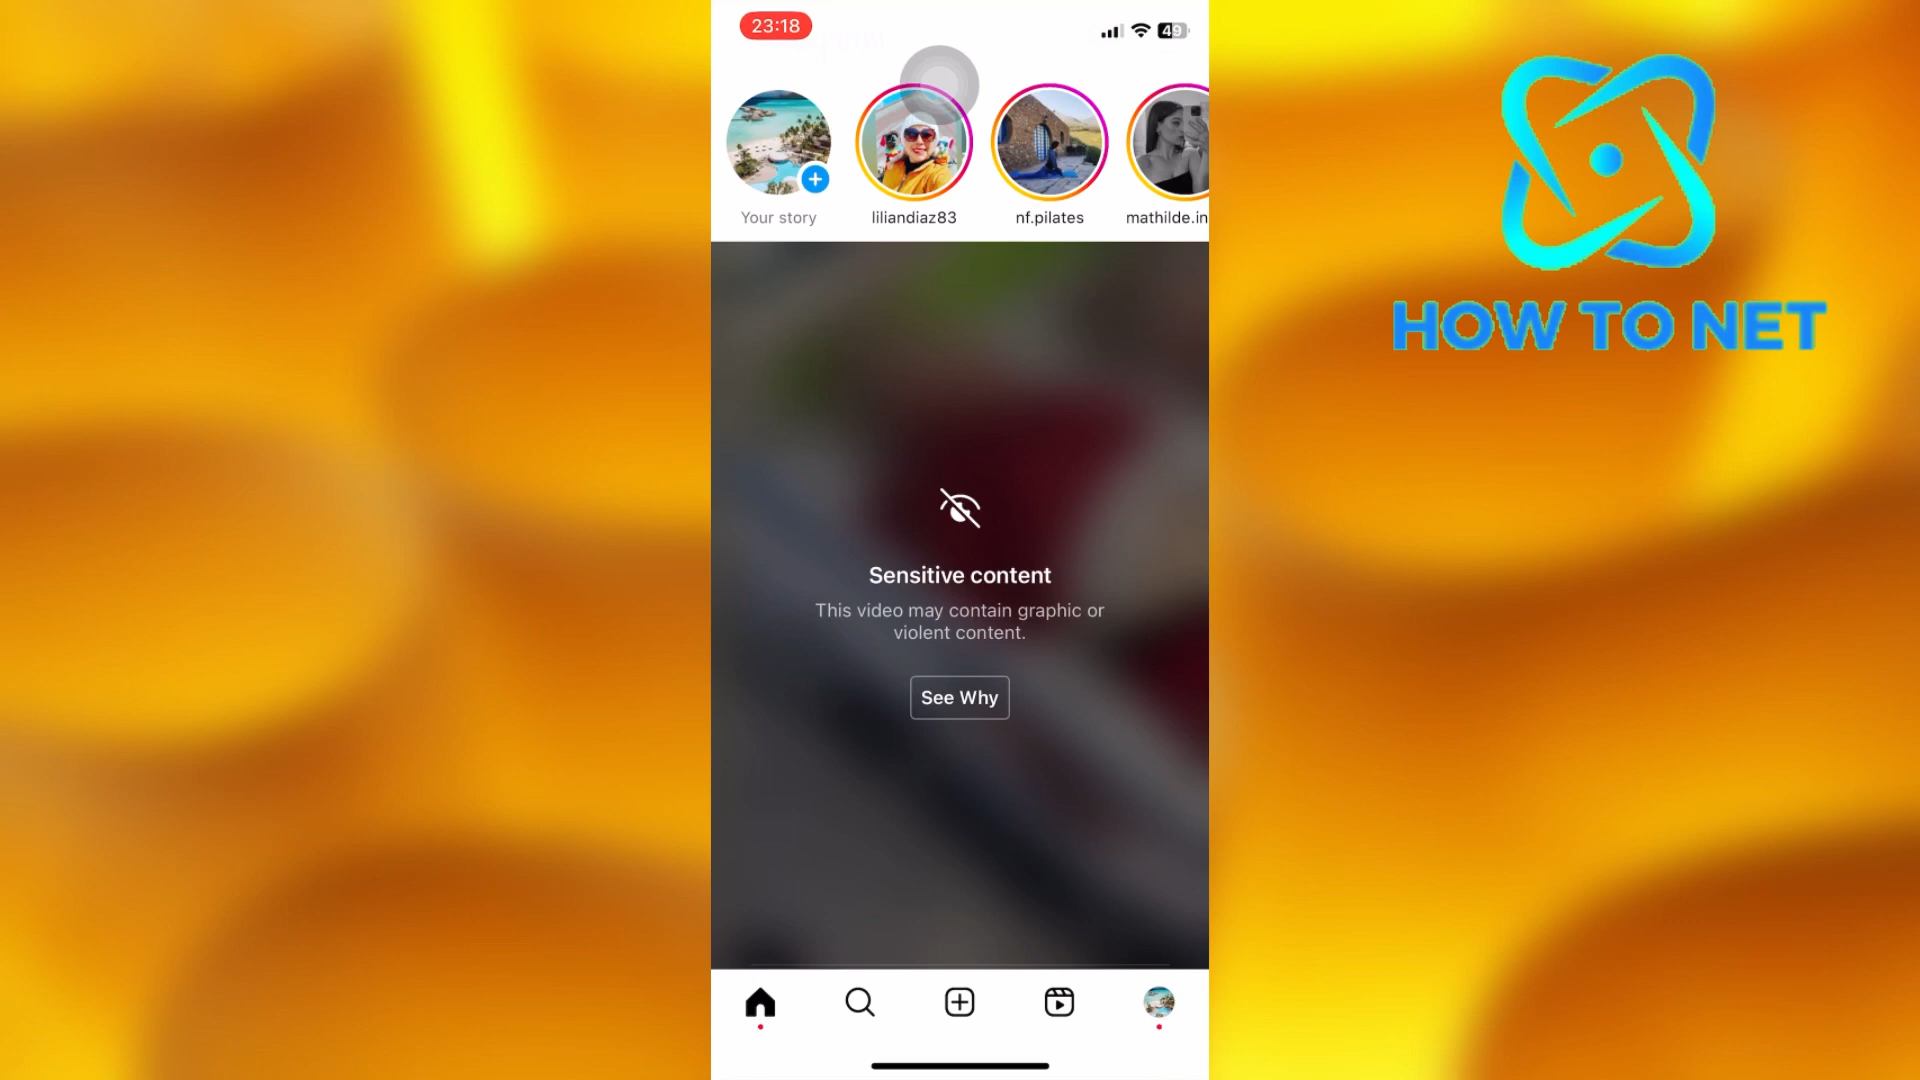 23:18
49
Your story
liliandiaz83
nf.pilates
mathilde.in
HOW TO NET
Sensitive content
This video may contain graphic or
violent content.
See Why